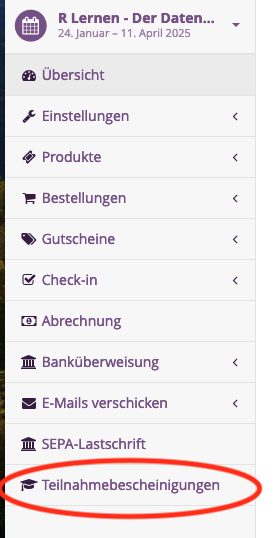 R Lernen - Der Daten...
24. Januar – 11. April 2025
Übersicht
Einstellungen
Produkte
Bestellungen
Gutscheine
Check-in
Abrechnung
Banküberweisung
E-Mails verschicken
SEPA-Lastschrift
Teilnahmebescheinigungen